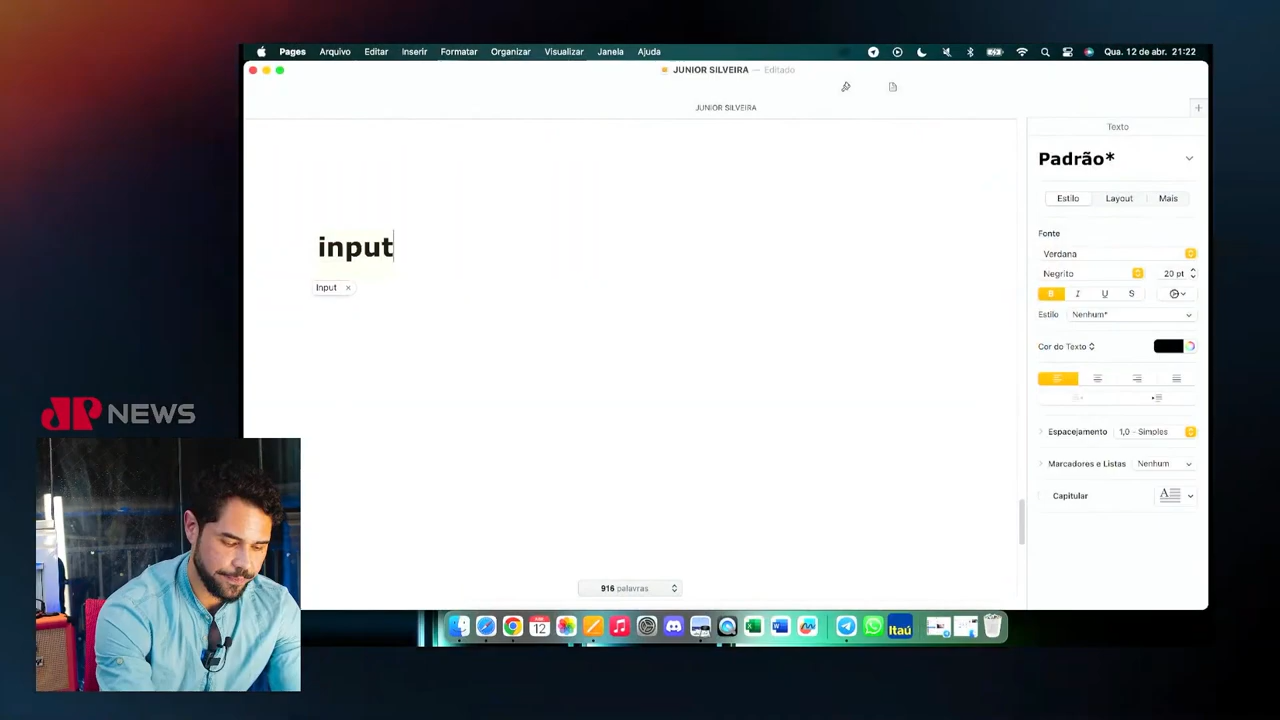 Pages Arquivo Editar Inserir Formatar Organizar Visualizar Janela Ajuda Qua. 12 de abr. 21:22
JUNIOR SILVEIRA — Editado
JUNIOR SILVEIRA
Texto
Padrão*
Estilo Layout Mais
Fonte
Verdana
Negrito 20 pt
B I U S
Estilo Nenhum*
Cor do Texto
Espacejamento 1,0 - Simples
Marcadores e Listas Nenhum
Capitular
input
Input ×
916 palavras
12
Itaú
JP NEWS